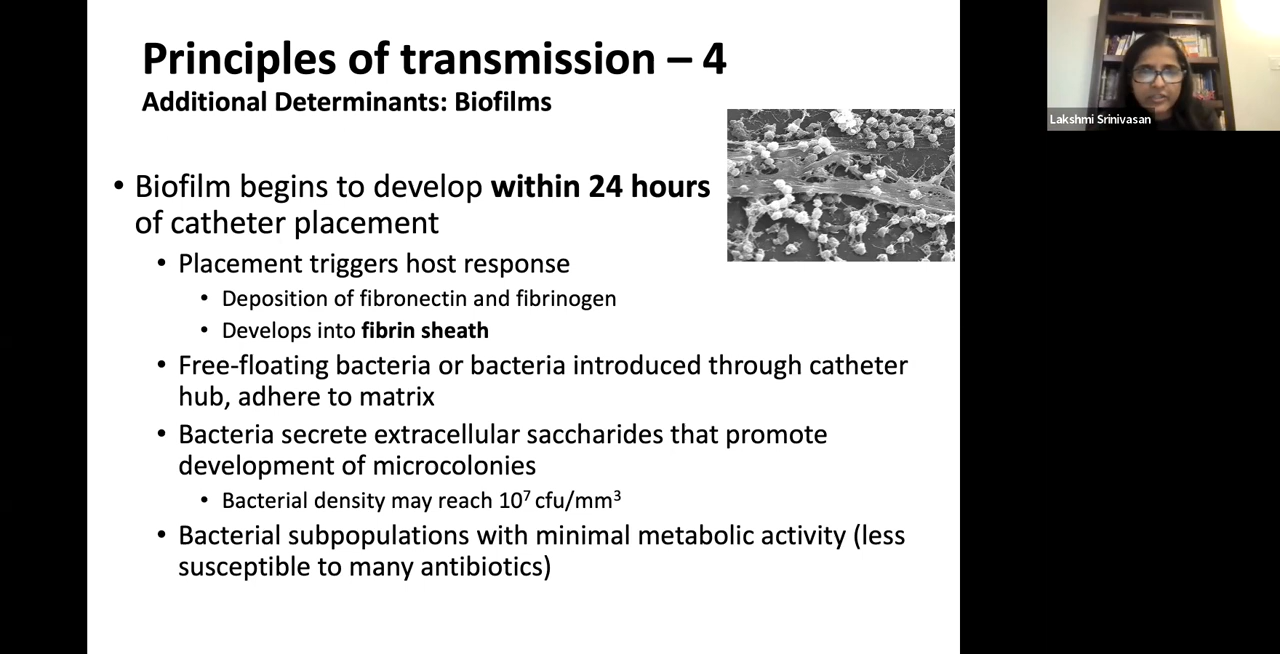 Principles of transmission – 4
Additional Determinants: Biofilms
• Biofilm begins to develop within 24 hours
of catheter placement
• Placement triggers host response
• Deposition of fibronectin and fibrinogen
• Develops into fibrin sheath
• Free-floating bacteria or bacteria introduced through catheter
hub, adhere to matrix
• Bacteria secrete extracellular saccharides that promote
development of microcolonies
• Bacterial density may reach 10⁷ cfu/mm³
• Bacterial subpopulations with minimal metabolic activity (less
susceptible to many antibiotics)
Lakshmi Srinivasan